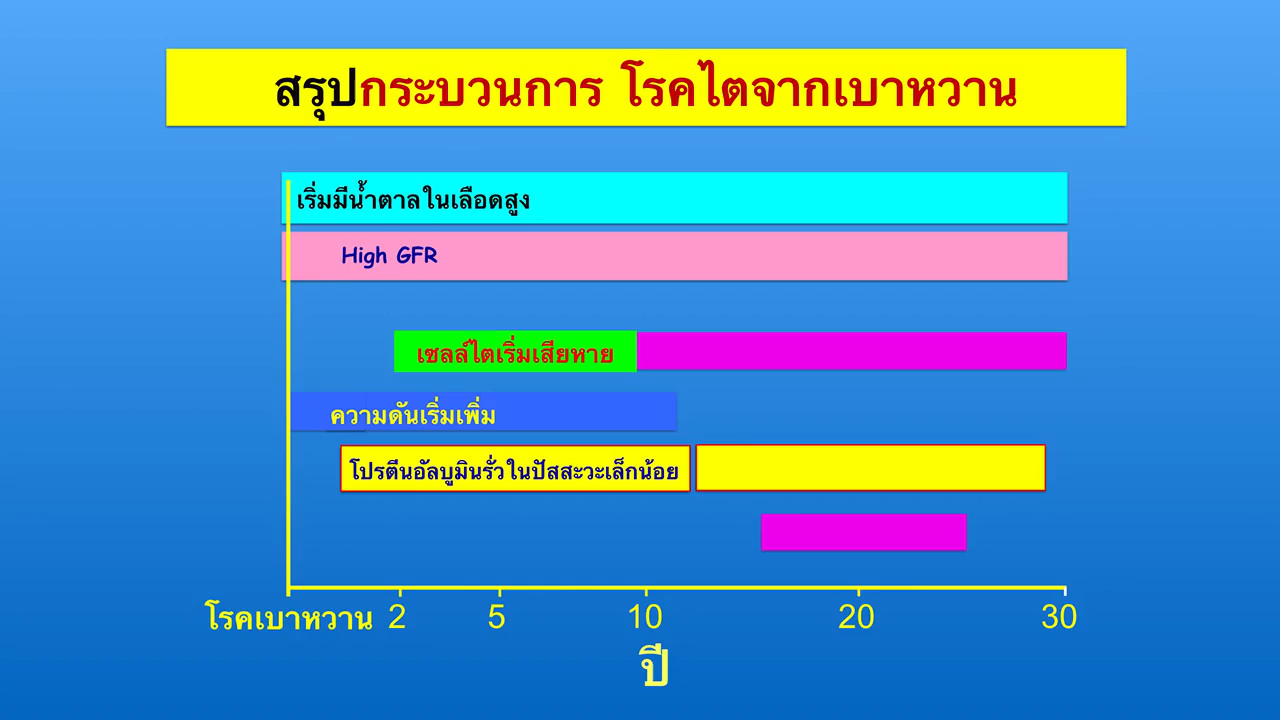 สรุปกระบวนการ โรคไตจากเบาหวาน
เริ่มมีน้ำตาลในเลือดสูง
High GFR
เซลล์ไตเริ่มเสียหาย
ความดันเริ่มเพิ่ม
โปรตีนอัลบูมินรั่วในปัสสะวะเล็กน้อย
โรคเบาหวาน 2 5 10 20 30
ปี